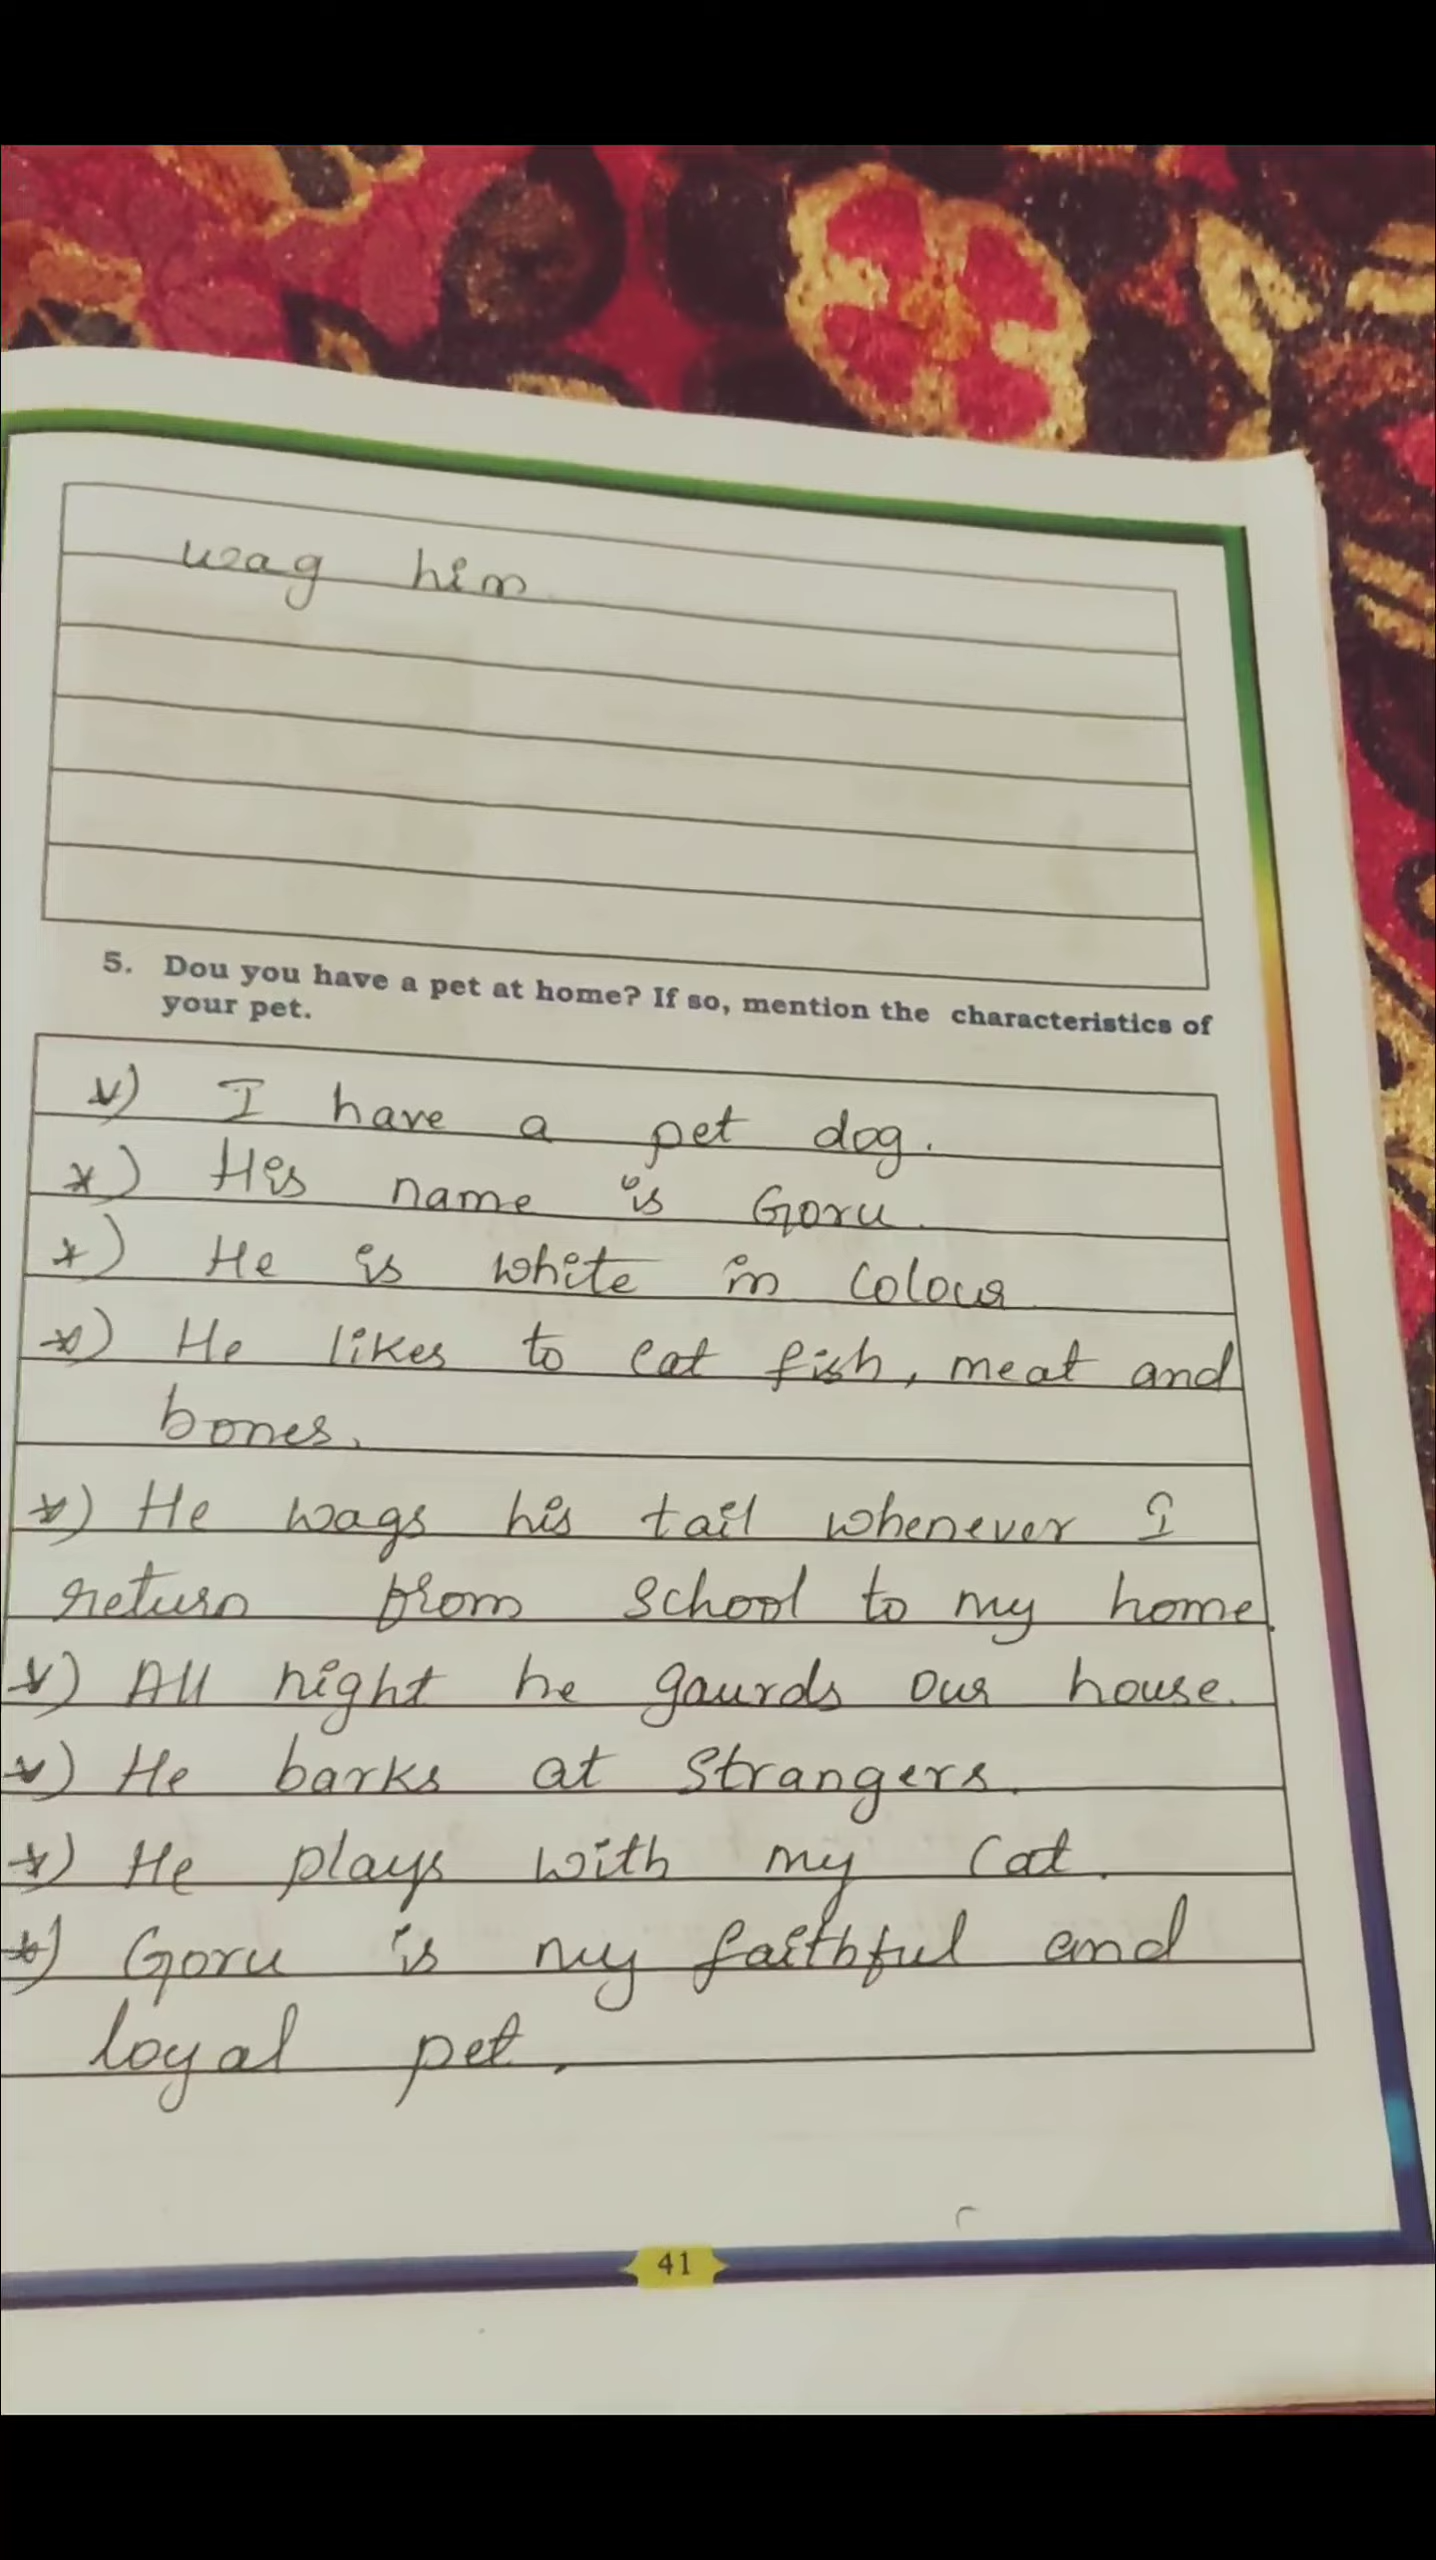 wag him
5. Dou you have a pet at home? If so, mention the characteristics of
your pet.
*) I have a pet dog.
*) His name is Goru.
*) He is white in colour
*) He likes to eat fish, meat and
bones.
*) He wags his tail whenever I
return from school to my home.
*) All night he gaurds our house.
*) He barks at strangers.
*) He plays with my cat.
*) Goru is my faithful and
loyal pet.
41